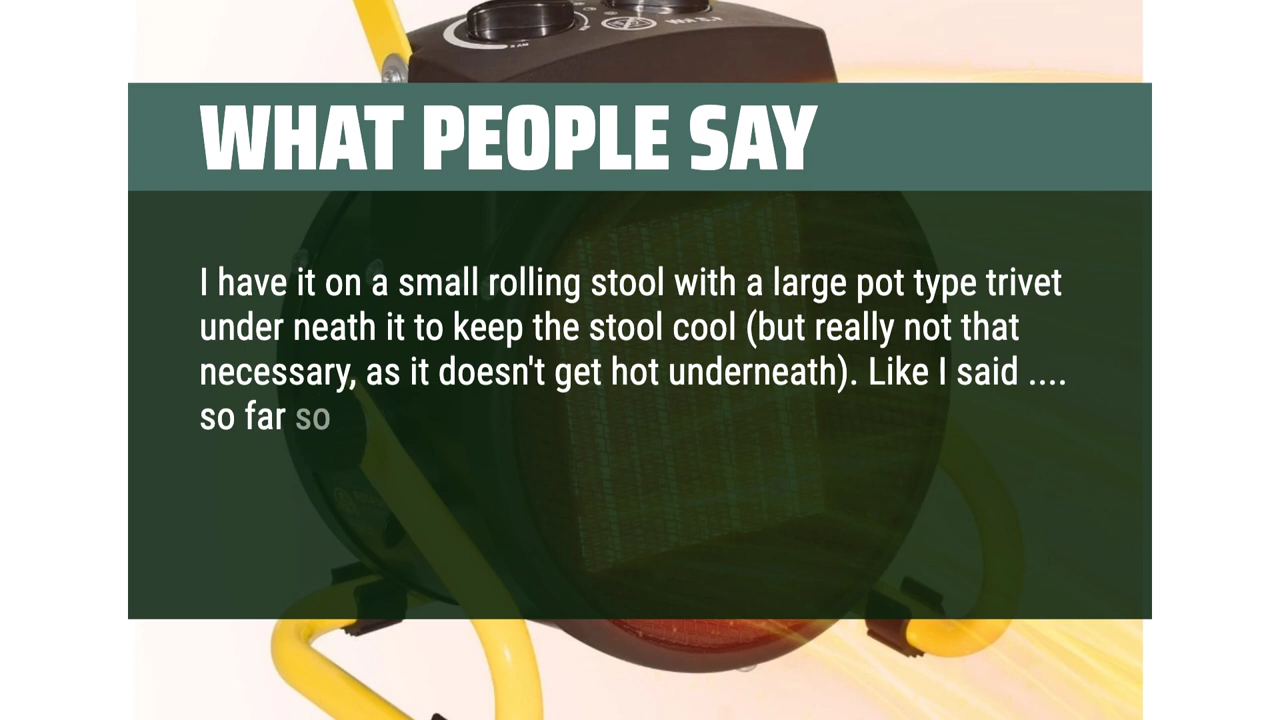 WHAT PEOPLE SAY
I have it on a small rolling stool with a large pot type trivet
under neath it to keep the stool cool (but really not that
necessary, as it doesn't get hot underneath). Like I said ....
so far so